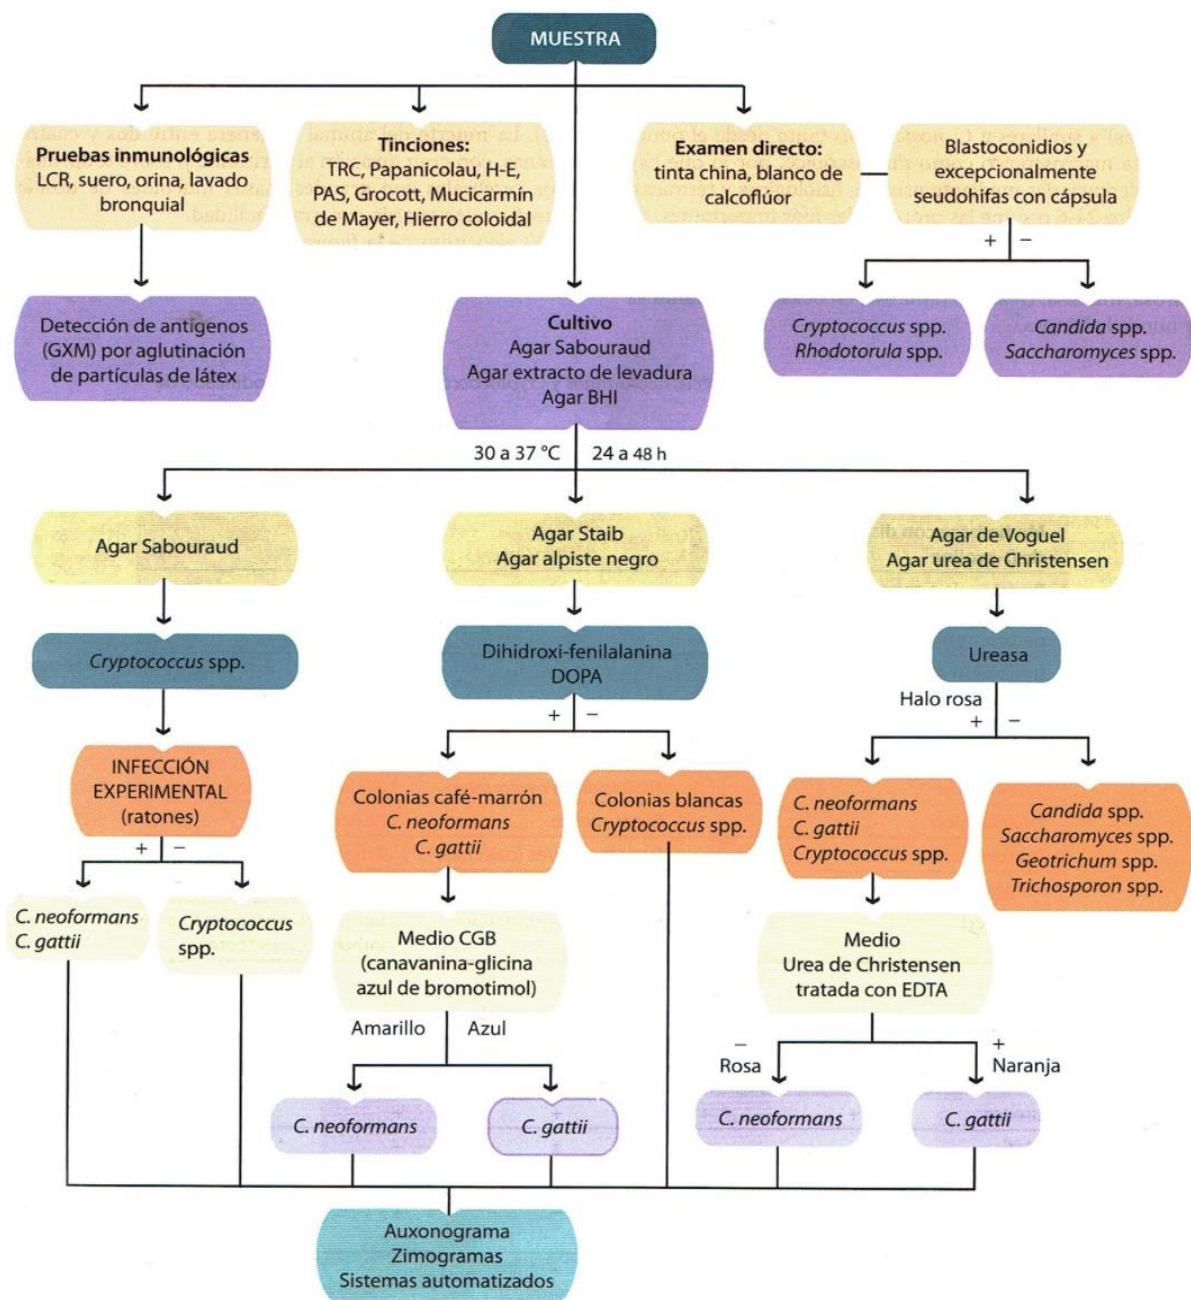 MUESTRA
Pruebas inmunológicas
LCR, suero, orina, lavado
bronquial
Tinciones:
TRC, Papanicolau, H-E,
PAS, Grocott, Mucicarmín
de Mayer, Hierro coloidal
Examen directo:
tinta china, blanco de
calcoflúor
Blastoconidios y
excepcionalmente
seudohifas con cápsula
+ −
Detección de antígenos
(GXM) por aglutinación
de partículas de látex
Cultivo
Agar Sabouraud
Agar extracto de levadura
Agar BHI
Cryptococcus spp.
Rhodotorula spp.
Candida spp.
Saccharomyces spp.
30 a 37 °C 24 a 48 h
Agar Sabouraud
Agar Staib
Agar alpiste negro
Agar de Voguel
Agar urea de Christensen
Cryptococcus spp.
Dihidroxi-fenilalanina
DOPA
Ureasa
+ −
Halo rosa
+ −
INFECCIÓN
EXPERIMENTAL
(ratones)
+ −
Colonias café-marrón
C. neoformans
C. gattii
Colonias blancas
Cryptococcus spp.
C. neoformans
C. gattii
Cryptococcus spp.
Candida spp.
Saccharomyces spp.
Geotrichum spp.
Trichosporon spp.
C. neoformans
C. gattii
Cryptococcus
spp.
Medio CGB
(canavanina-glicina
azul de bromotimol)
Medio
Urea de Christensen
tratada con EDTA
Amarillo Azul
− +
Rosa Naranja
C. neoformans
C. gattii
C. neoformans
C. gattii
Auxonograma
Zimogramas
Sistemas automatizados